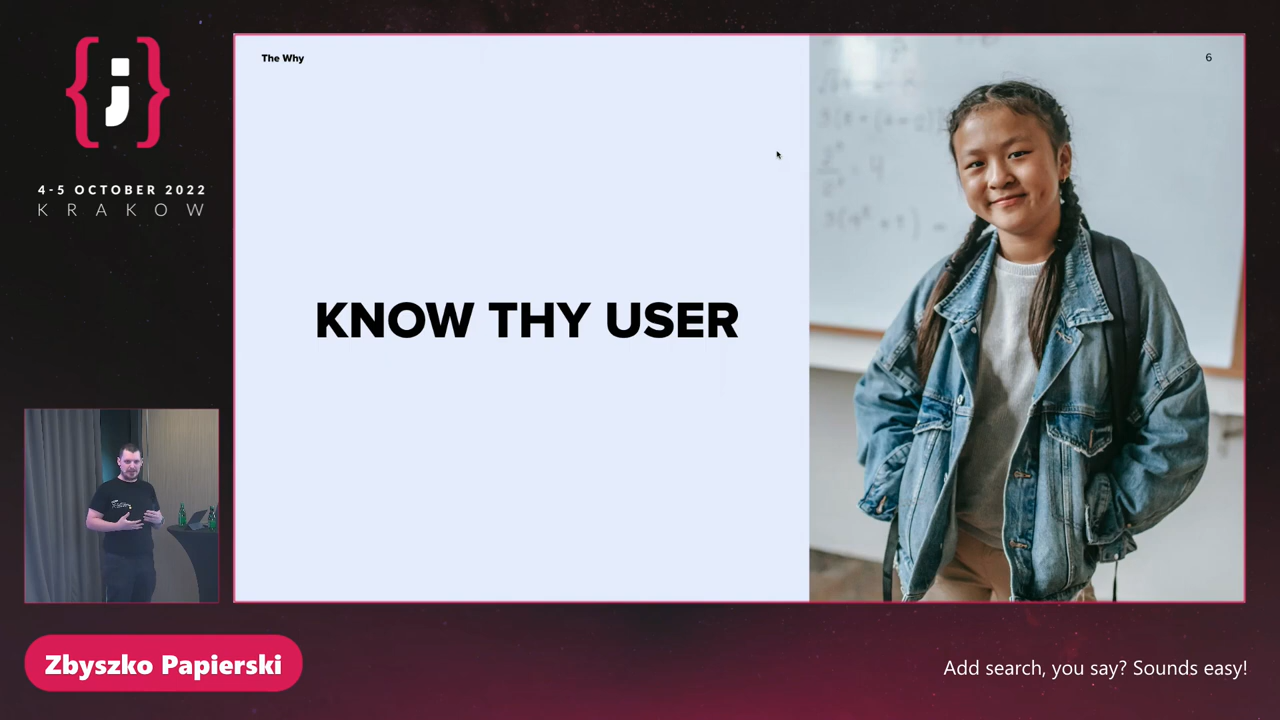 4-5 OCTOBER 2022
KRAKOW
The Why
6
KNOW THY USER
Zbyszko Papierski
Add search, you say? Sounds easy!